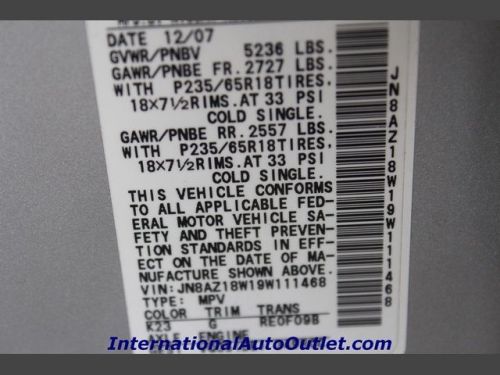 DATE 12/07
GVWR/PNBV 5236 LBS.
GAWR/PNBE FR. 2727 LBS.
WITH P235/65R18TIRES.
18X7½RIMS.AT 33 PSI
COLD SINGLE.
GAWR/PNBE RR. 2557 LBS.
WITH P235/65R18TIRES.
18X7½RIMS.AT 33 PSI
COLD SINGLE.
THIS VEHICLE CONFORMS
TO ALL APPLICABLE FED-
ERAL MOTOR VEHICLE SA-
FETY AND THEFT PREVEN-
TION STANDARDS IN EFF-
ECT ON THE DATE OF MA-
NUFACTURE SHOWN ABOVE.
VIN: JN8AZ18W19W111468
TYPE: MPV
COLOR TRIM TRANS
K23 G RE0F09B
AXLE ENGINE
JN8AZ18W19W111468
InternationalAutoOutlet.com